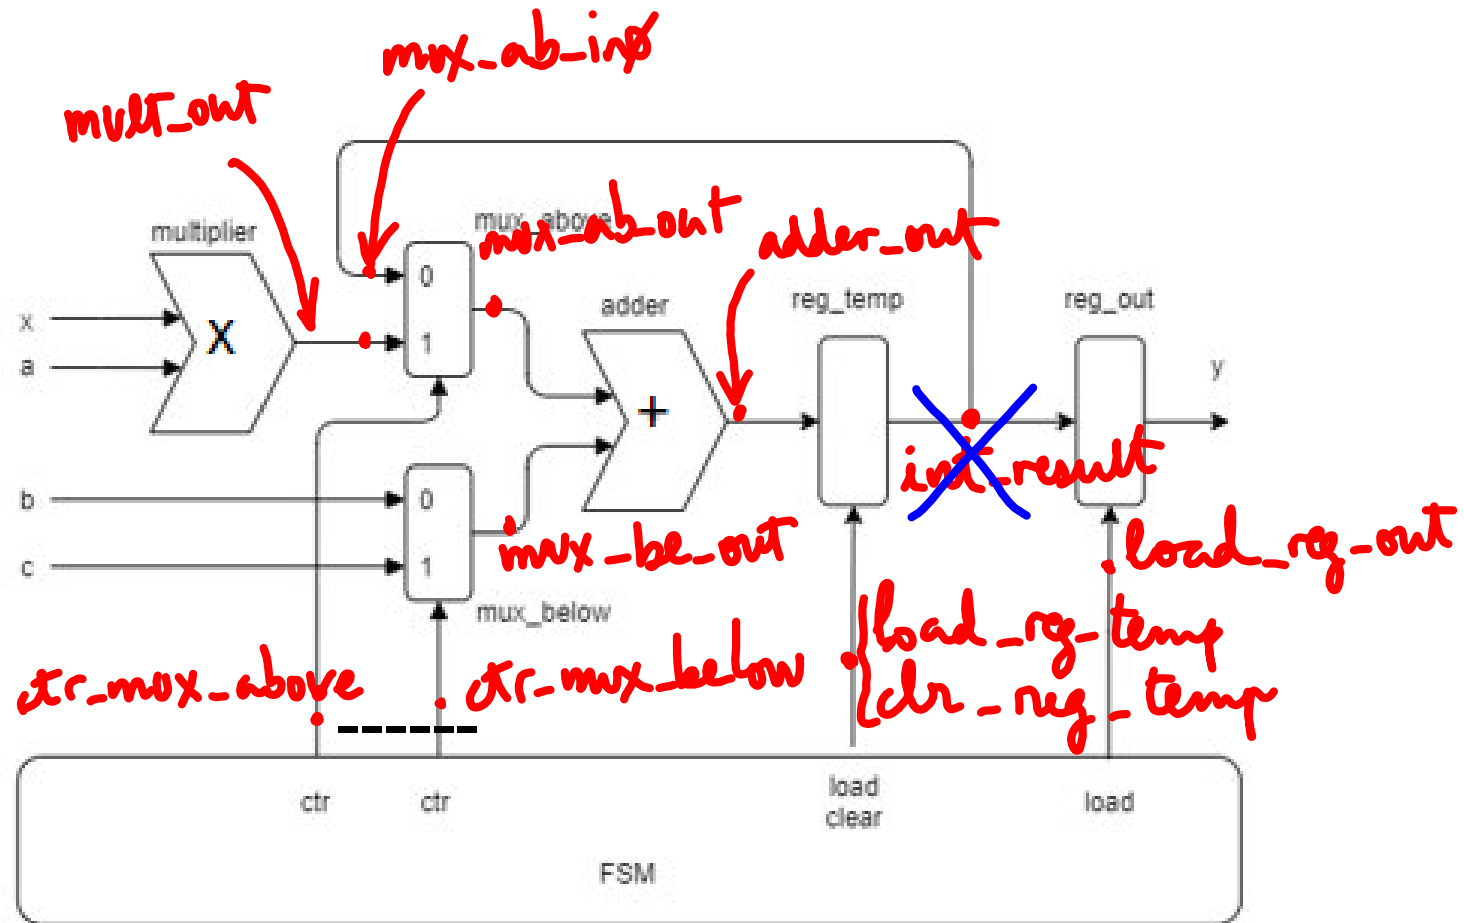 mux_ab_in0
mult_out
mux_above
mux_ab_out
adder_out
multiplier
0
adder
reg_temp
reg_out
x
X
1
a
y
+
int_result
b
0
mux_be_out
load_reg_out
c
1
mux_below
load_reg_temp
ctr_mux_above
ctr_mux_below
clr_reg_temp
ctr
ctr
load
clear
load
FSM